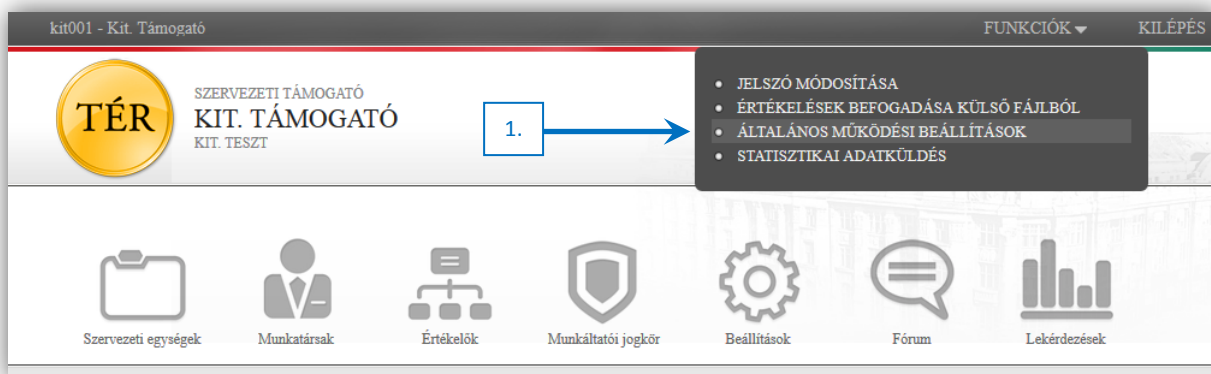 kit001 - Kit. Támogató
FUNKCIÓK
KILÉPÉS
TÉR
SZERVEZETI TÁMOGATÓ
KIT. TÁMOGATÓ
KIT. TESZT
1.
JELSZÓ MÓDOSÍTÁSA
ÉRTÉKELÉSEK BEFOGADÁSA KÜLSŐ FÁJLBÓL
ÁLTALÁNOS MŰKÖDÉSI BEÁLLÍTÁSOK
STATISZTIKAI ADATKÜLDÉS
Szervezeti egységek
Munkatársak
Értékelők
Munkáltatói jogkör
Beállítások
Fórum
Lekérdezések